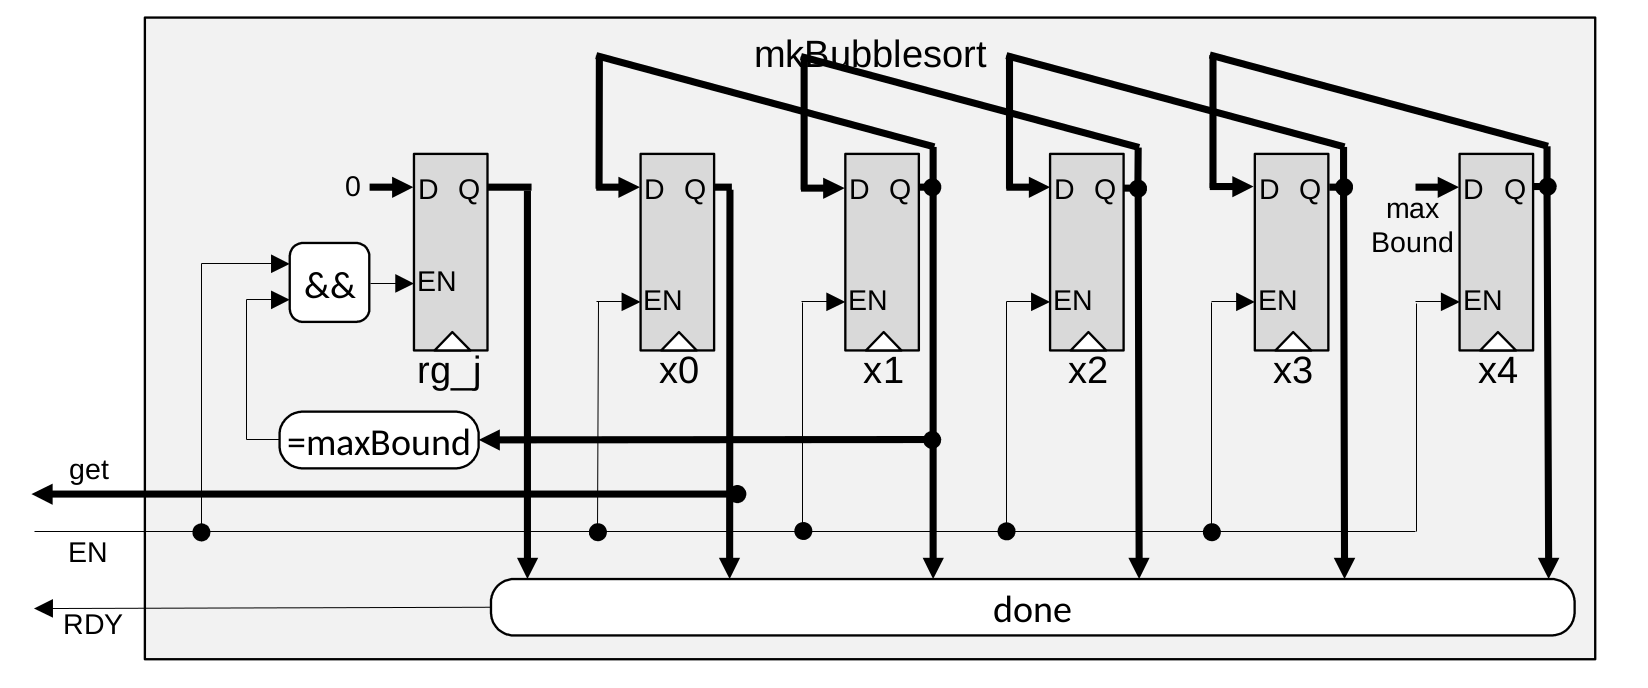 mkBubblesort
0
D Q
D Q
D Q
D Q
D Q
D Q
max
Bound
&&
EN
EN
EN
EN
EN
EN
rg_j
x0
x1
x2
x3
x4
=maxBound
get
EN
done
RDY